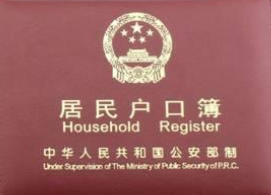 居民户口簿
Household Register
中华人民共和国公安部制
Under Supervision of The Ministry of Public Security of P.R.C.